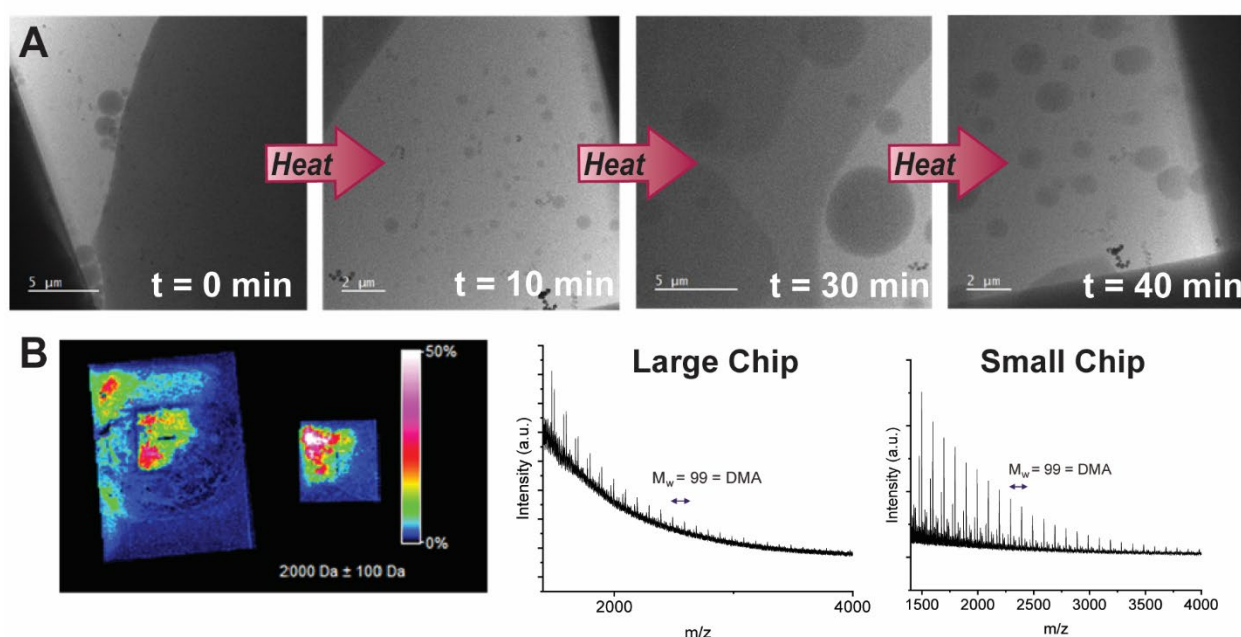 A
Heat
Heat
Heat
5 μm
t = 0 min
2 μm
t = 10 min
5 μm
t = 30 min
2 μm
t = 40 min
B
50%
0%
2000 Da ± 100 Da
Large Chip
Intensity (a.u.)
Mw = 99 = DMA
2000
4000
m/z
Small Chip
Intensity (a.u.)
Mw = 99 = DMA
1500
2000
2500
3000
3500
4000
m/z